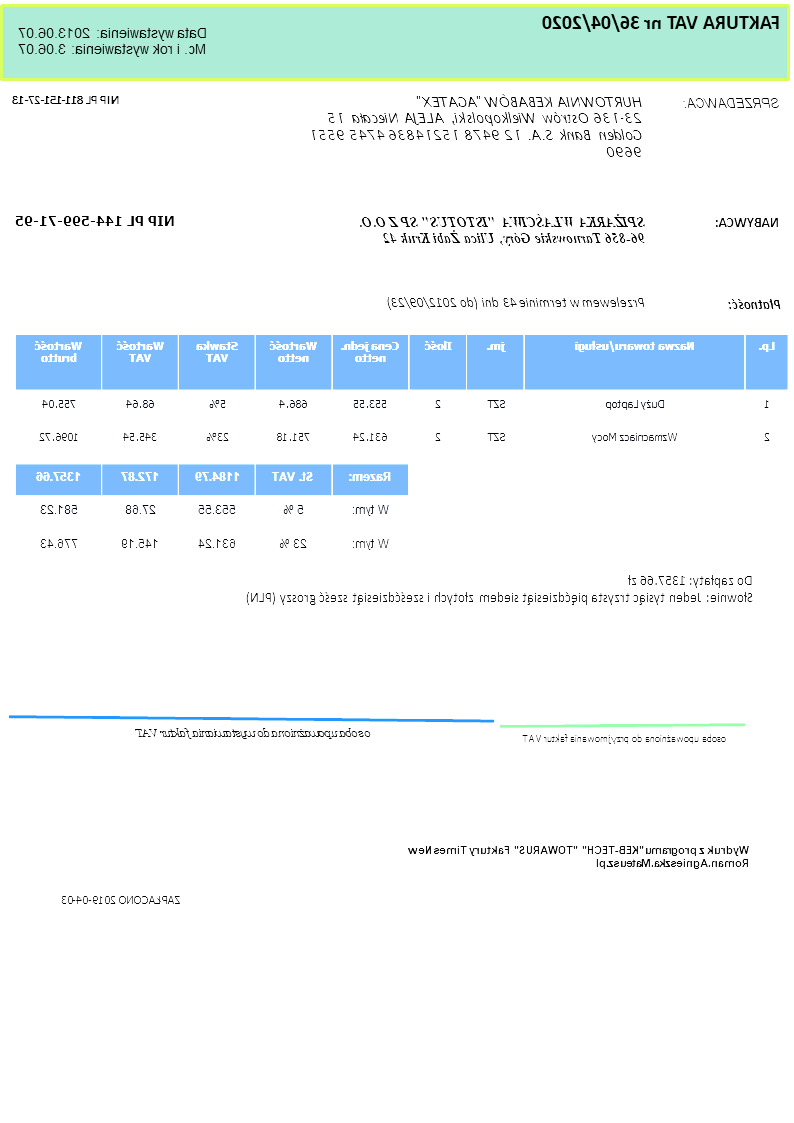 FAKTURA VAT nr 36/04/2020
Data wystawienia: 2013.06.07
Mc. i rok wystawienia: 3.06.07
SPRZEDAWCA:
HURTOWNIA KEBABÓW "AGATEX"
23-136 Ostrów Wielkopolski, ALEJA Niecała 15
Golden Bank S.A. 12 9478 15214836 4745 9551
9690
NIP PL 811-151-27-13
NABYWCA:
SPIŻARKA WŁAŚCIWA "ISTOTUS" SP Z O.O.
96-856 Tarnowskie Góry, Ulica Żabi Kruk 42
NIP PL 144-599-71-95
Płatność:
Przelewem w terminie 43 dni (do 2012/09/23)
Lp. Nazwa towaru/usługi jm. Ilość Cena jedn. netto Wartość netto Stawka VAT Wartość VAT Wartość brutto
1 Duży Laptop SZT 2 553.55 686.4 5% 68.64 755.04
2 Wzmacniacz Mocy SZT 2 631.24 751.18 23% 345.54 1096.72
Razem: St. VAT 1184.79 172.87 1357.66
W tym: 5 % 553.55 27.68 581.23
W tym: 23 % 631.24 145.19 776.43
Do zapłaty: 1357.66 zł
Słownie: Jeden tysiąc trzysta pięćdziesiąt siedem złotych i sześćdziesiąt sześć groszy (PLN)
osoba upoważniona do przyjmowania faktur VAT
osoba upoważniona do wystawiania faktur VAT
Wydruk z programu "KEB-TECH" "TOWARUS" Faktury Times New
Roman.Agnieszka.Mateusz.pl
ZAPŁACONO 2019-04-03